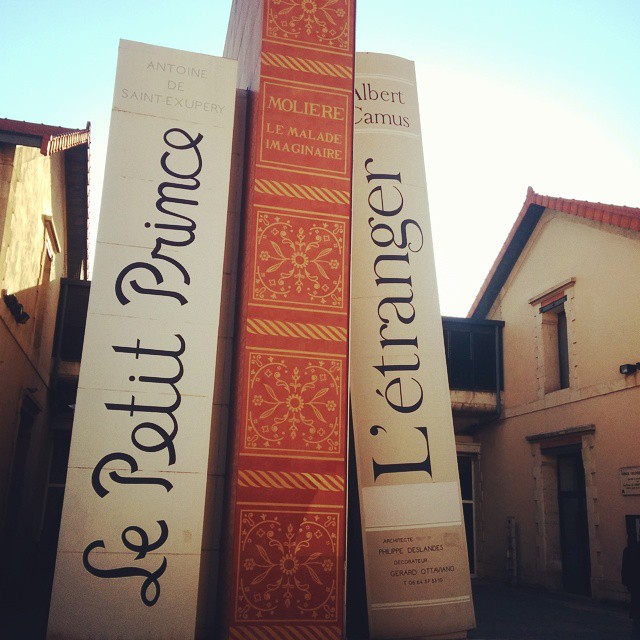 ANTOINE
DE
SAINT EXUPERY
Le Petit Prince
MOLIERE
LE MALADE
IMAGINAIRE
Albert
Camus
L'étranger
ARCHITECTE
PHILIPPE DESLANDES
DECORATEUR
GERARD OTTAVIANO